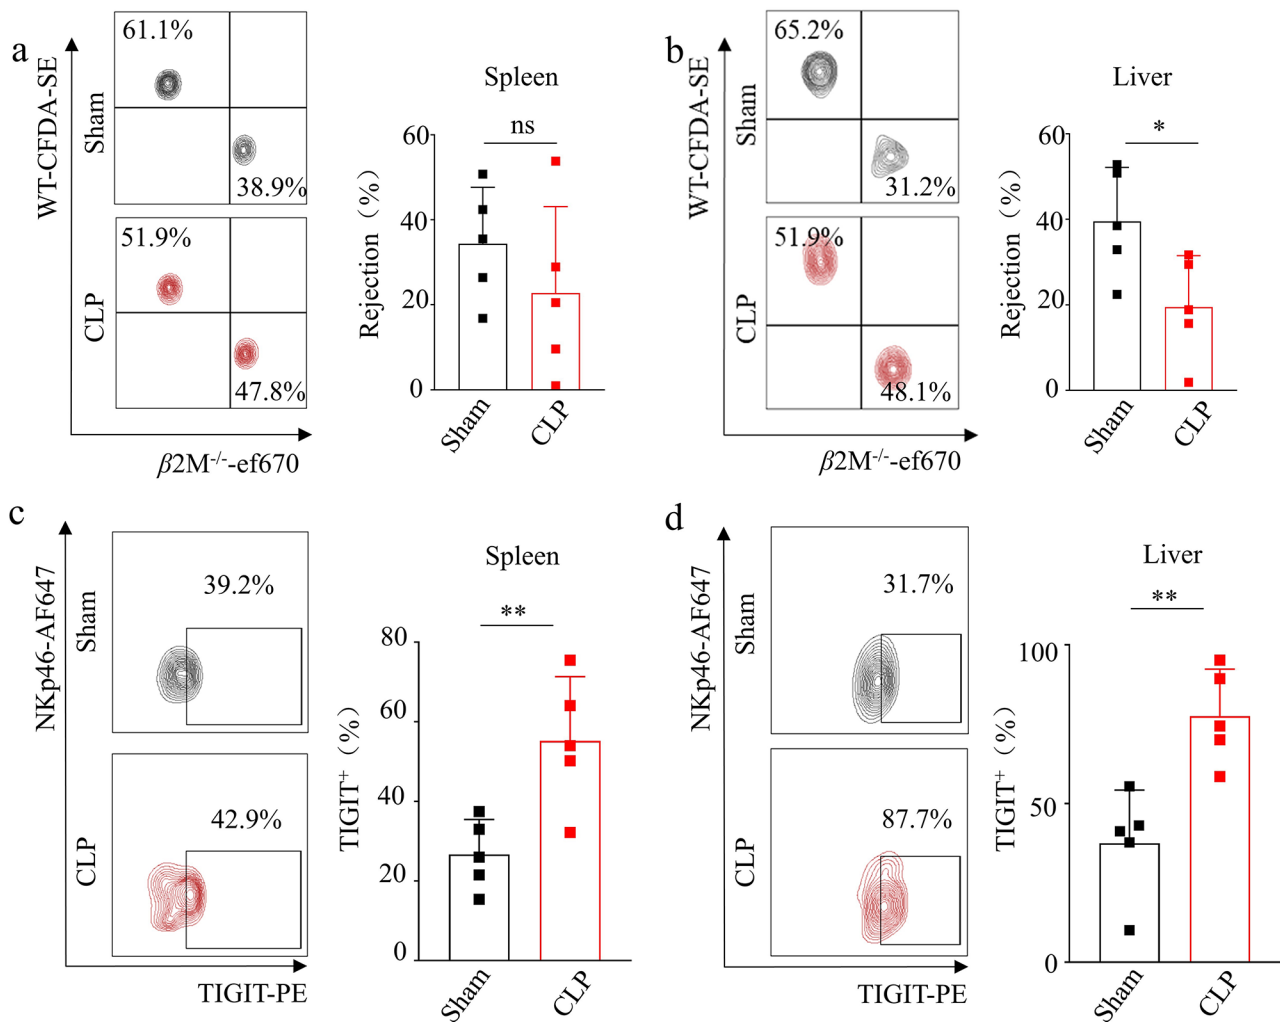 a
WT-CFDA-SE
Sham
61.1%
38.9%
CLP
51.9%
47.8%
β2M-/--ef670
Spleen
ns
Rejection (%)
60
40
20
0
Sham
CLP
b
WT-CFDA-SE
Sham
65.2%
31.2%
CLP
51.9%
48.1%
β2M-/--ef670
Liver
*
Rejection (%)
60
40
20
0
Sham
CLP
c
NKp46-AF647
Sham
39.2%
CLP
42.9%
TIGIT-PE
Spleen
**
TIGIT+ (%)
80
60
40
20
0
Sham
CLP
d
NKp46-AF647
Sham
31.7%
CLP
87.7%
TIGIT-PE
Liver
**
TIGIT+ (%)
100
50
0
Sham
CLP